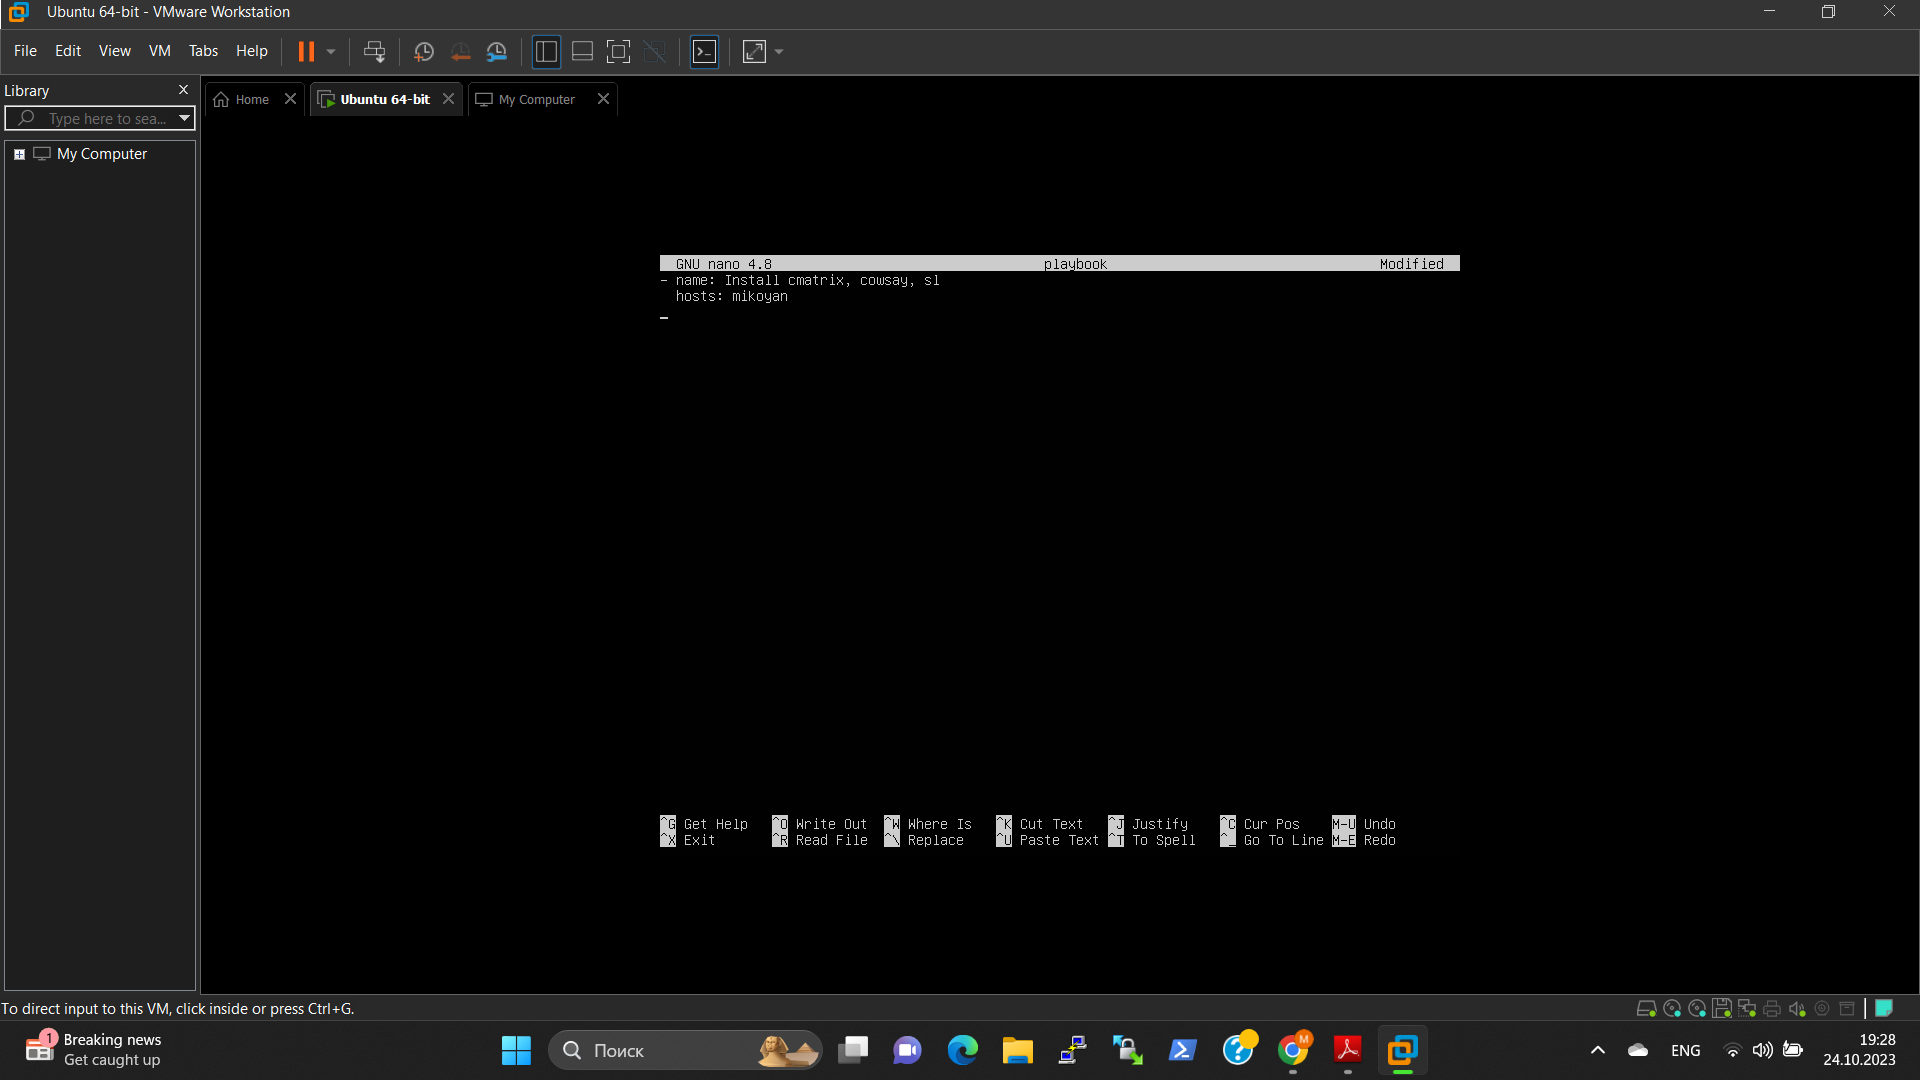 Ubuntu 64-bit - VMware Workstation
File Edit View VM Tabs Help
Library
Home Ubuntu 64-bit My Computer
Type here to sea...
My Computer
GNU nano 4.8 playbook Modified
- name: Install cmatrix, cowsay, sl
hosts: mikoyan
^G Get Help ^O Write Out ^W Where Is ^K Cut Text ^J Justify ^C Cur Pos M-U Undo
^X Exit ^R Read File ^\ Replace ^U Paste Text ^T To Spell ^_ Go To Line M-E Redo
To direct input to this VM, click inside or press Ctrl+G.
1 Breaking news
Get caught up
Поиск
M
ENG
19:28
24.10.2023